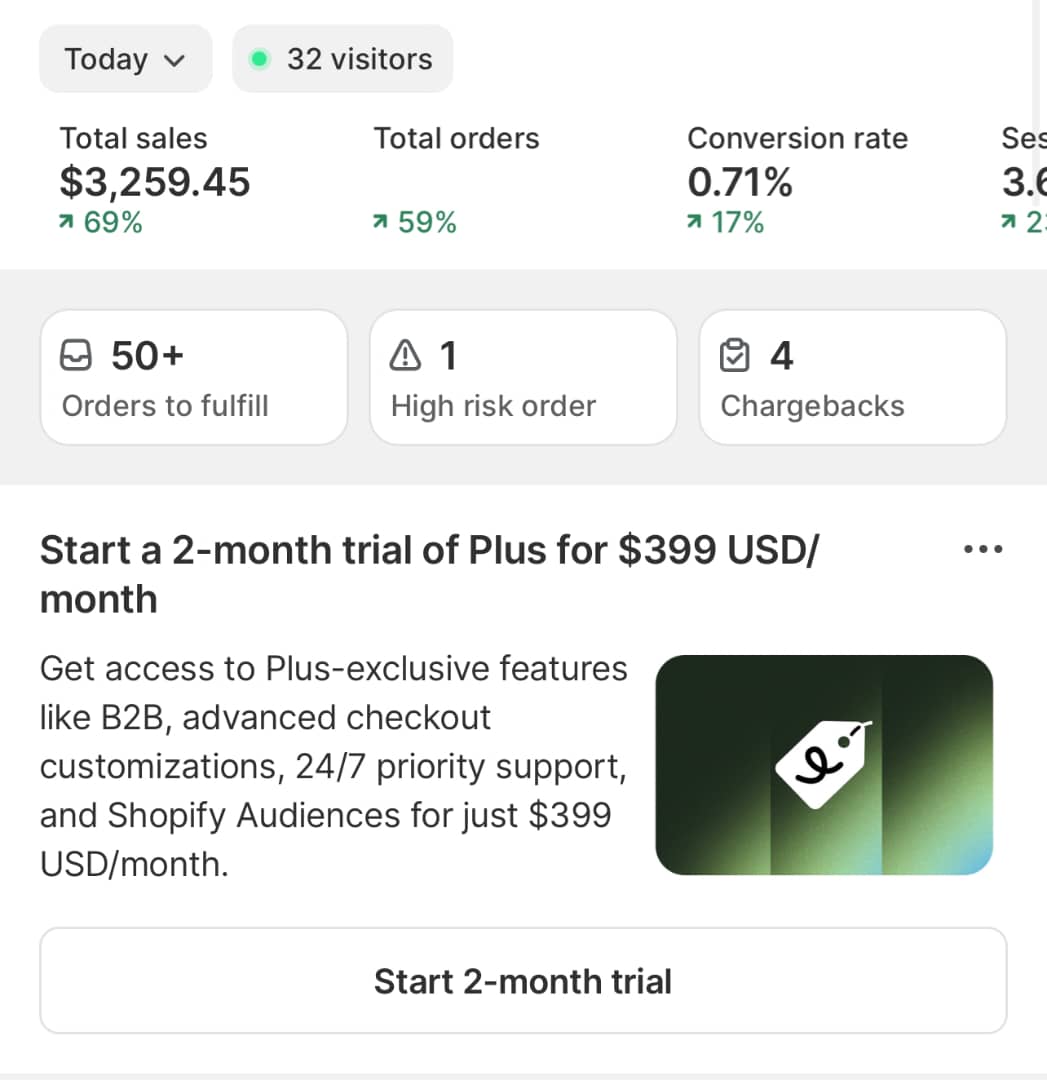 Today
32 visitors
Total sales
Total orders
Conversion rate
Ses
$3,259.45
0.71%
3.6
69%
59%
17%
2
50+
1
4
Orders to fulfill
High risk order
Chargebacks
Start a 2-month trial of Plus for $399 USD/
month
Get access to Plus-exclusive features
like B2B, advanced checkout
customizations, 24/7 priority support,
and Shopify Audiences for just $399
USD/month.
Start 2-month trial